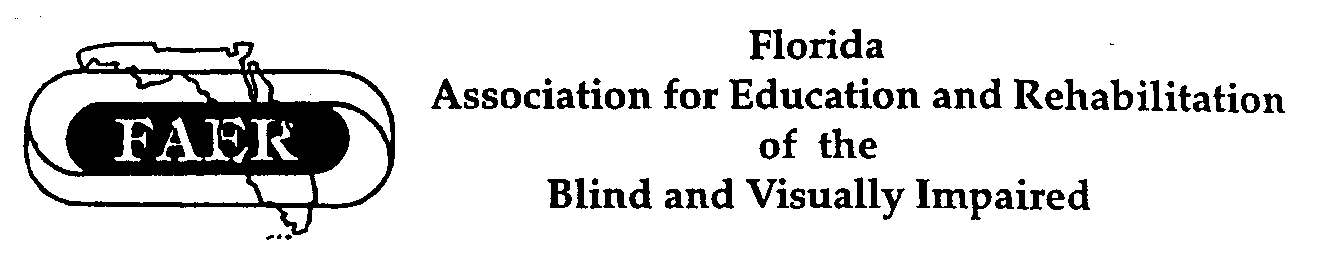 FAER
Florida
Association for Education and Rehabilitation
of the
Blind and Visually Impaired